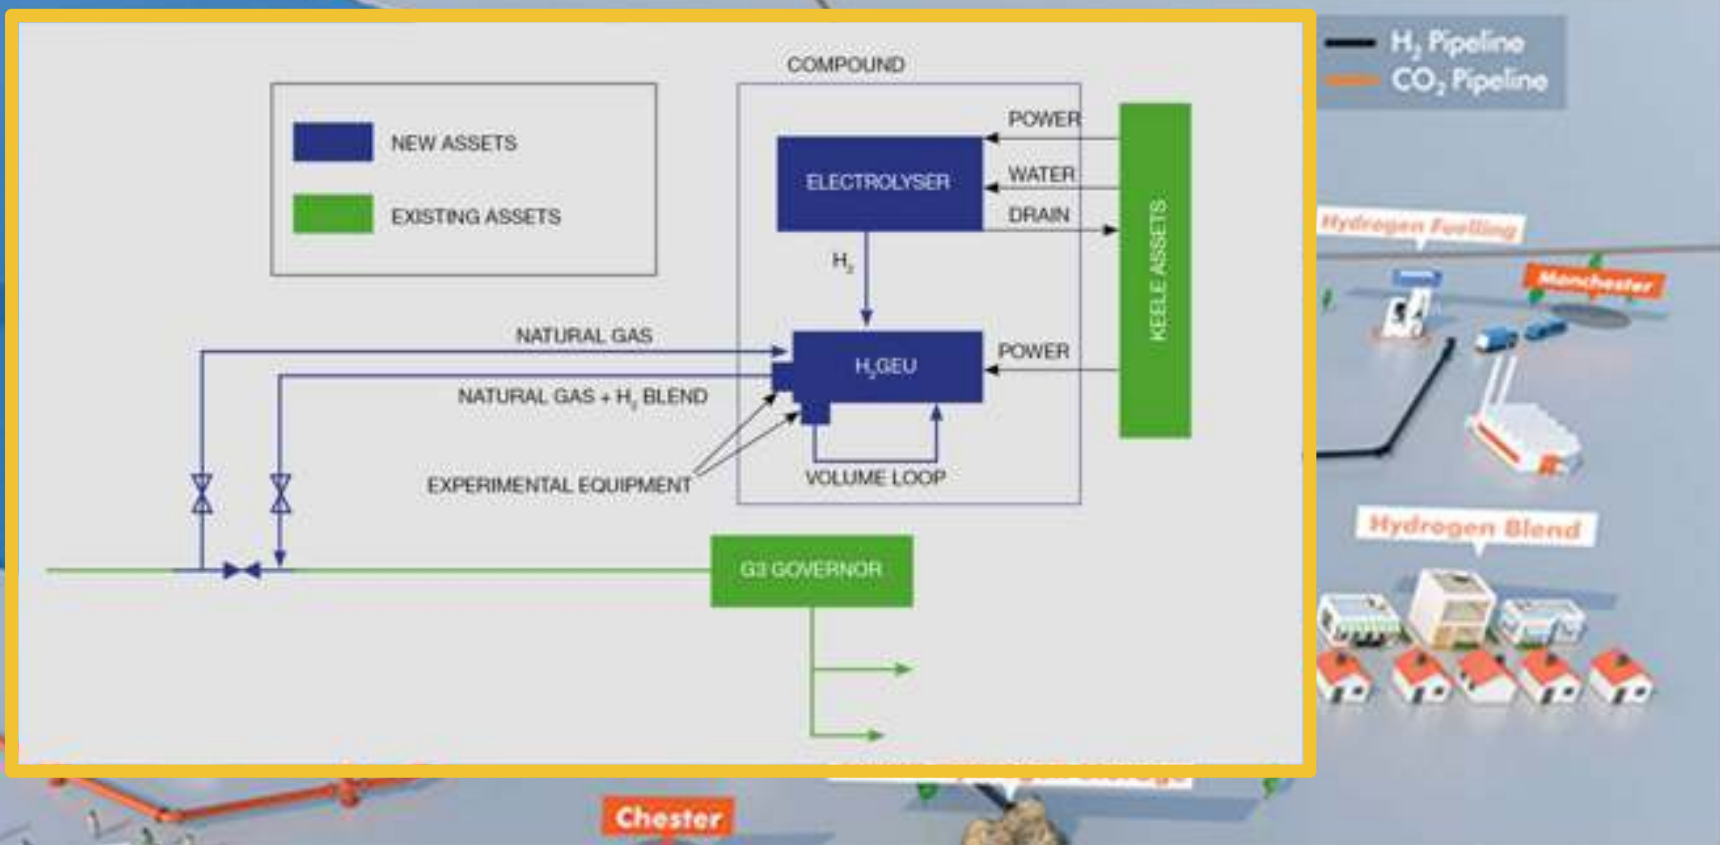 COMPOUND
NEW ASSETS
EXISTING ASSETS
POWER
ELECTROLYSER
WATER
DRAIN
H₂
KEELE ASSETS
NATURAL GAS
H₂GEU
POWER
NATURAL GAS + H₂ BLEND
EXPERIMENTAL EQUIPMENT
VOLUME LOOP
G3 GOVERNOR
H₂ Pipeline
CO₂ Pipeline
Hydrogen Fuelling
Manchester
Hydrogen Blend
Chester